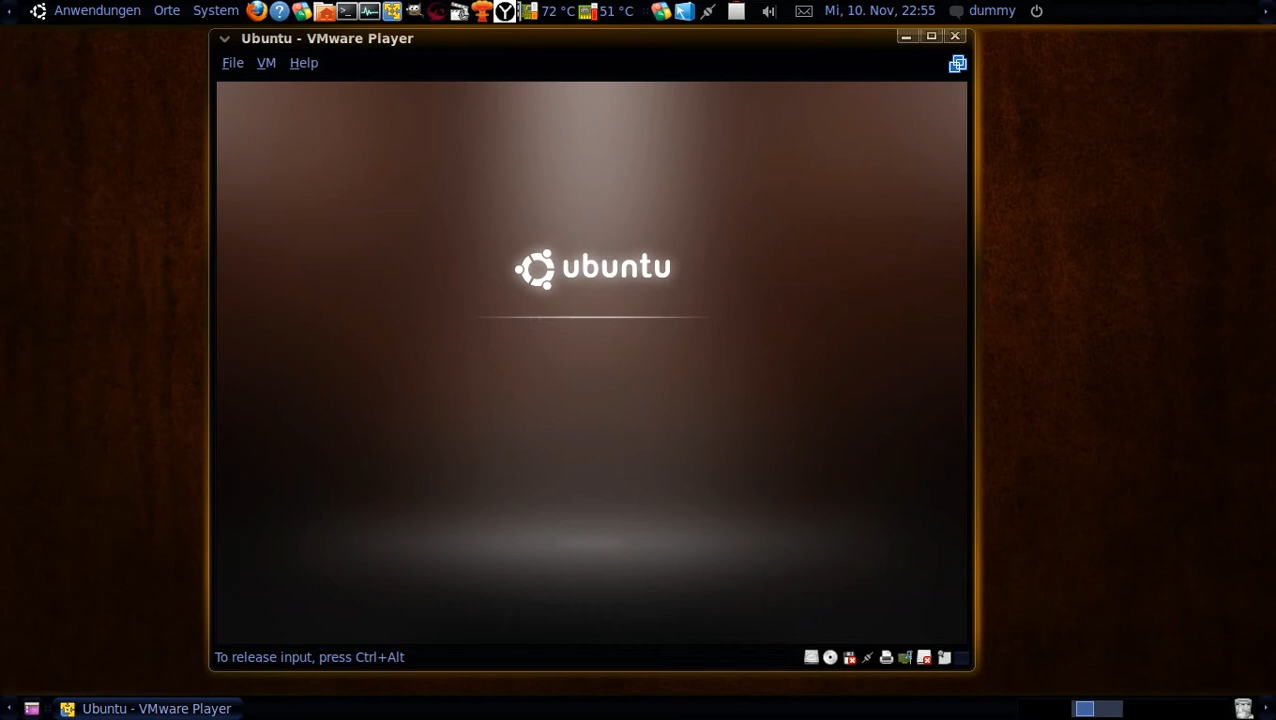 Anwendungen Orte System 72 °C 51 °C Mi, 10. Nov, 22:55 dummy
Ubuntu - VMware Player
File VM Help
ubuntu
To release input, press Ctrl+Alt
Ubuntu - VMware Player